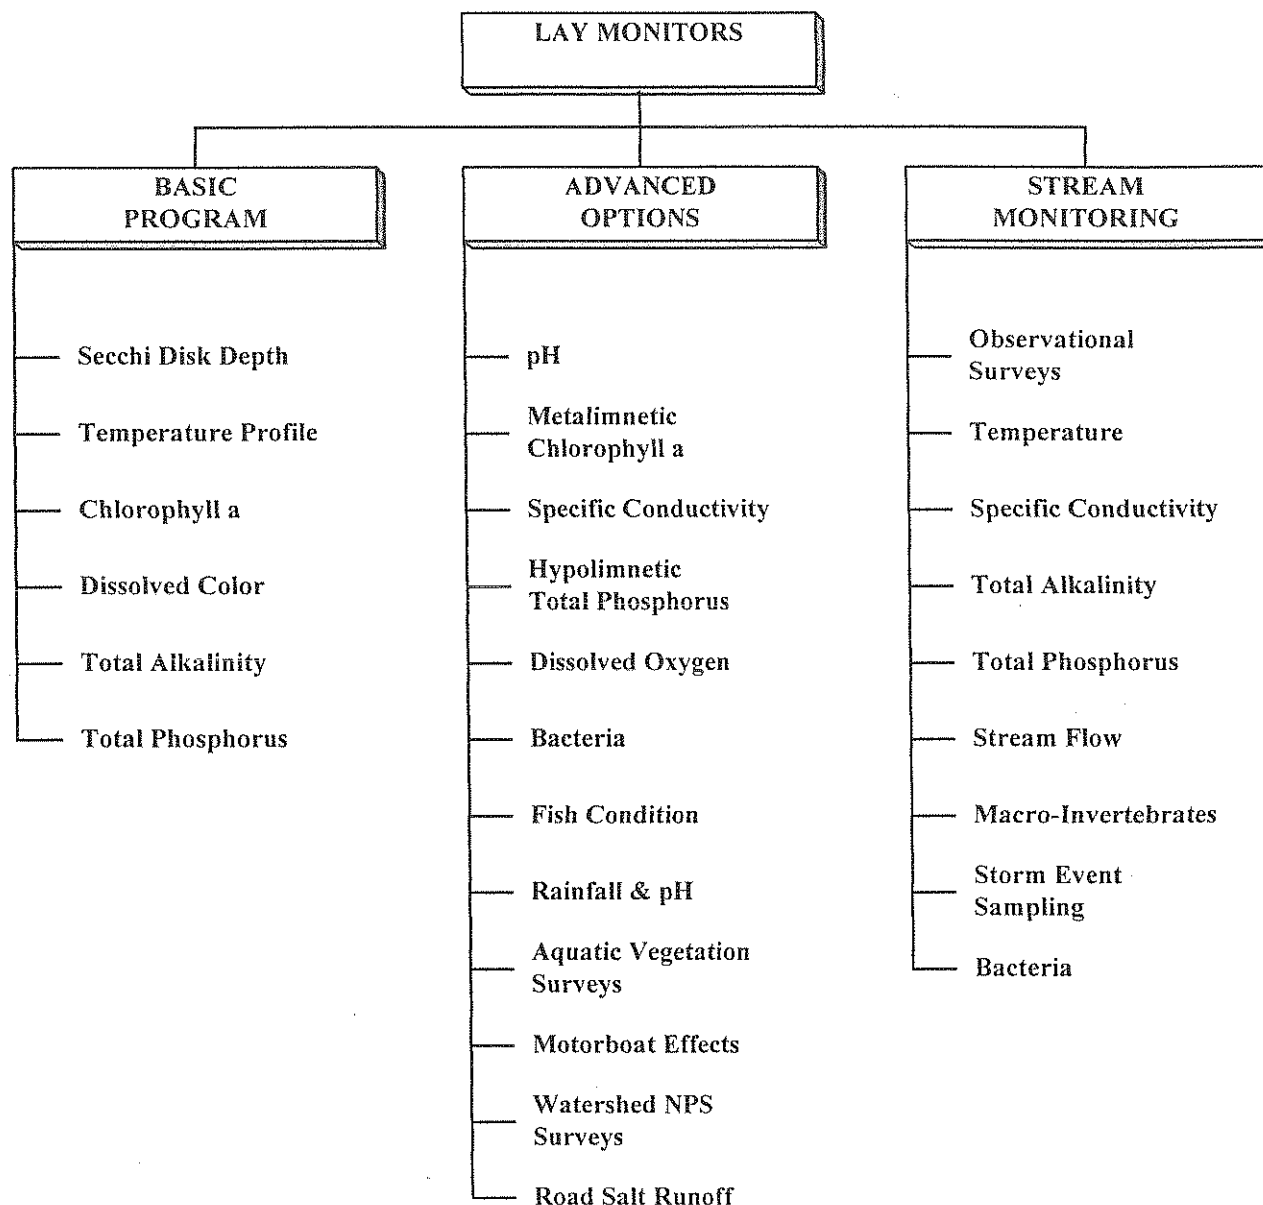 LAY MONITORS
BASIC
PROGRAM
Secchi Disk Depth
Temperature Profile
Chlorophyll a
Dissolved Color
Total Alkalinity
Total Phosphorus
ADVANCED
OPTIONS
pH
Metalimnetic
Chlorophyll a
Specific Conductivity
Hypolimnetic
Total Phosphorus
Dissolved Oxygen
Bacteria
Fish Condition
Rainfall & pH
Aquatic Vegetation
Surveys
Motorboat Effects
Watershed NPS
Surveys
Road Salt Runoff
STREAM
MONITORING
Observational
Surveys
Temperature
Specific Conductivity
Total Alkalinity
Total Phosphorus
Stream Flow
Macro-Invertebrates
Storm Event
Sampling
Bacteria